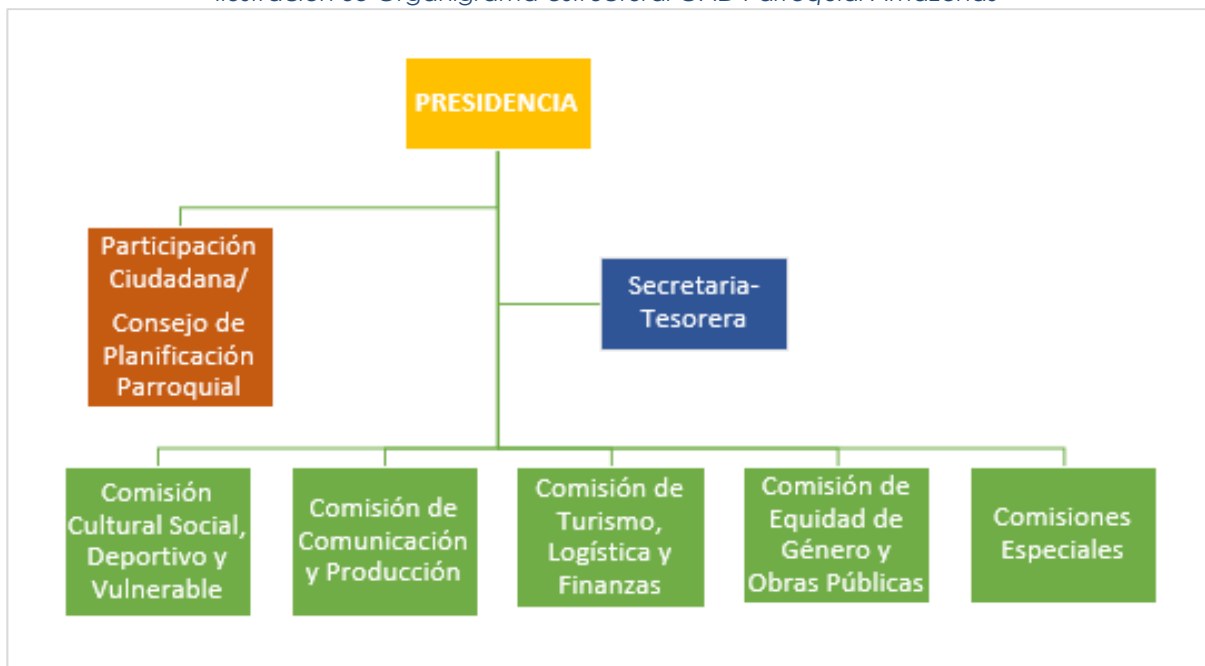 PRESIDENCIA
Participación
Ciudadana/
Consejo de
Planificación
Parroquial
Secretaria-
Tesorera
Comisión
Cultural Social,
Deportivo y
Vulnerable
Comisión de
Comunicación
y Producción
Comisión de
Turismo,
Logística y
Finanzas
Comisión de
Equidad de
Género y
Obras Públicas
Comisiones
Especiales